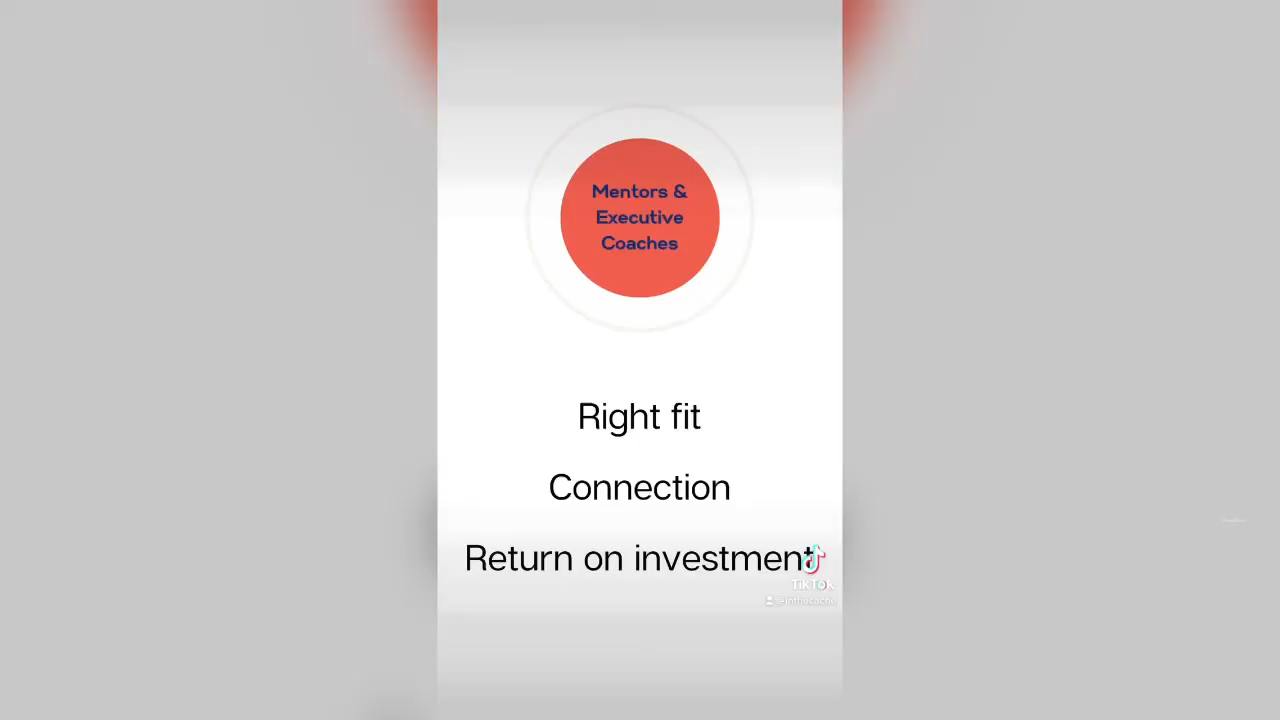 Mentors &
Executive
Coaches
Right fit
Connection
Return on investment
TikTok